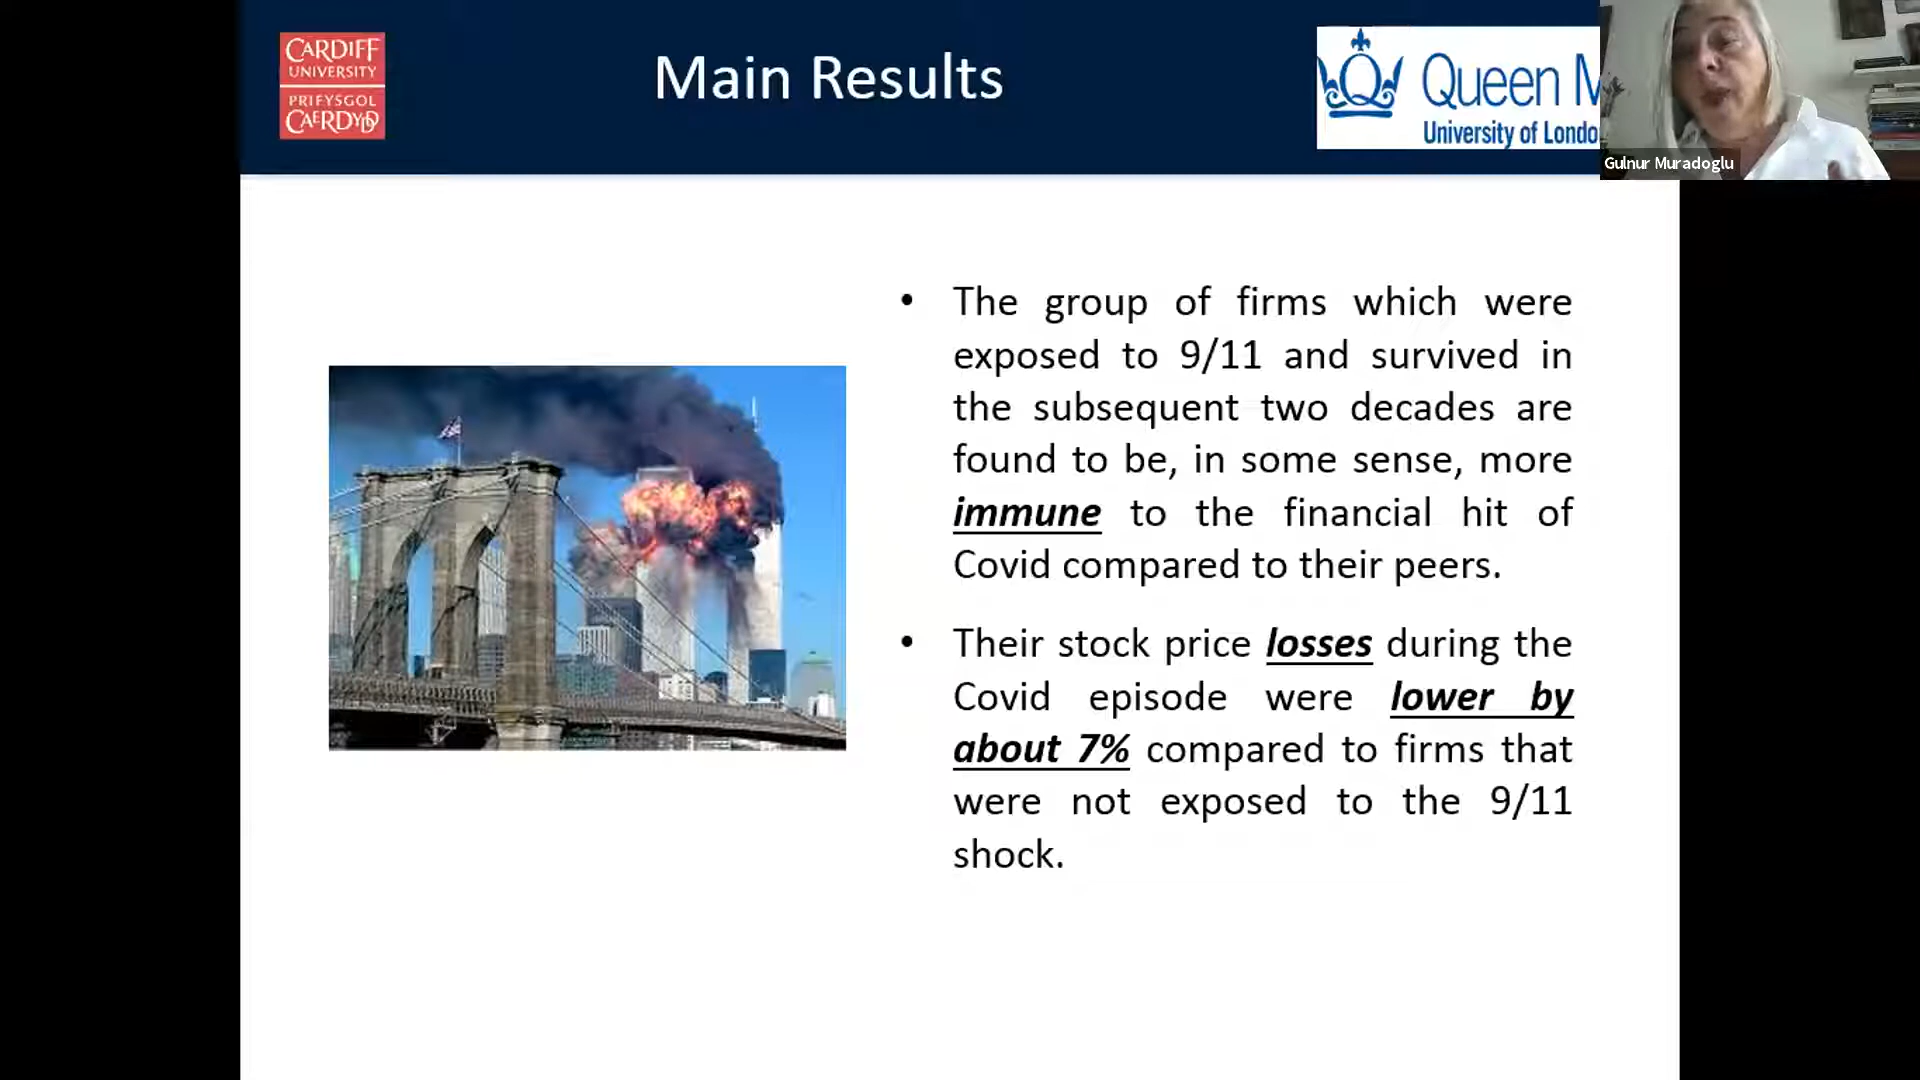 CARDIFF
UNIVERSITY
PRIFYSGOL
CAERDYDD
Main Results
Queen M
University of Londo
Gulnur Muradoglu
• The group of firms which were
exposed to 9/11 and survived in
the subsequent two decades are
found to be, in some sense, more
immune to the financial hit of
Covid compared to their peers.
• Their stock price losses during the
Covid episode were lower by
about 7% compared to firms that
were not exposed to the 9/11
shock.